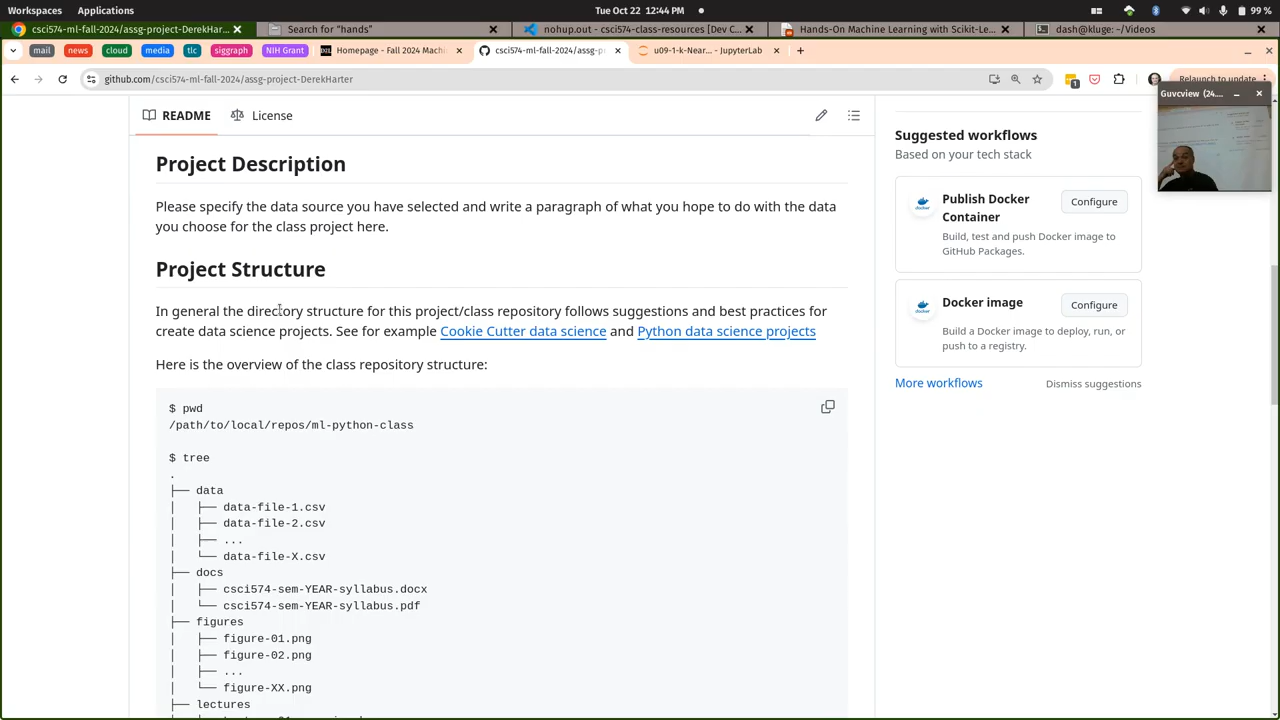 Workspaces Applications Tue Oct 22 12:44 PM 99 %
csci574-ml-fall-2024/assg-project-DerekHar... Search for “hands” nohup.out - csci574-class-resources [Dev C... Hands-On Machine Learning with Scikit-Le... dash@kluge: ~/Videos
mail news cloud media tlc siggraph NIH Grant Homepage - Fall 2024 Machi csci574-ml-fall-2024/assg-p u09-1-k-Near... - JupyterLab
github.com/csci574-ml-fall-2024/assg-project-DerekHarter Relaunch to update
Guvcview (24....
README License
Project Description
Please specify the data source you have selected and write a paragraph of what you hope to do with the data
you choose for the class project here.
Project Structure
In general the directory structure for this project/class repository follows suggestions and best practices for
create data science projects. See for example Cookie Cutter data science and Python data science projects
Here is the overview of the class repository structure:
$ pwd
/path/to/local/repos/ml-python-class
$ tree
.
├── data
│   ├── data-file-1.csv
│   ├── data-file-2.csv
│   ├── ...
│   └── data-file-X.csv
├── docs
│   ├── csci574-sem-YEAR-syllabus.docx
│   └── csci574-sem-YEAR-syllabus.pdf
├── figures
│   ├── figure-01.png
│   ├── figure-02.png
│   ├── ...
│   └── figure-XX.png
├── lectures
Suggested workflows
Based on your tech stack
Publish Docker
Container
Configure
Build, test and push Docker image to
GitHub Packages.
Docker image
Configure
Build a Docker image to deploy, run, or
push to a registry.
More workflows Dismiss suggestions